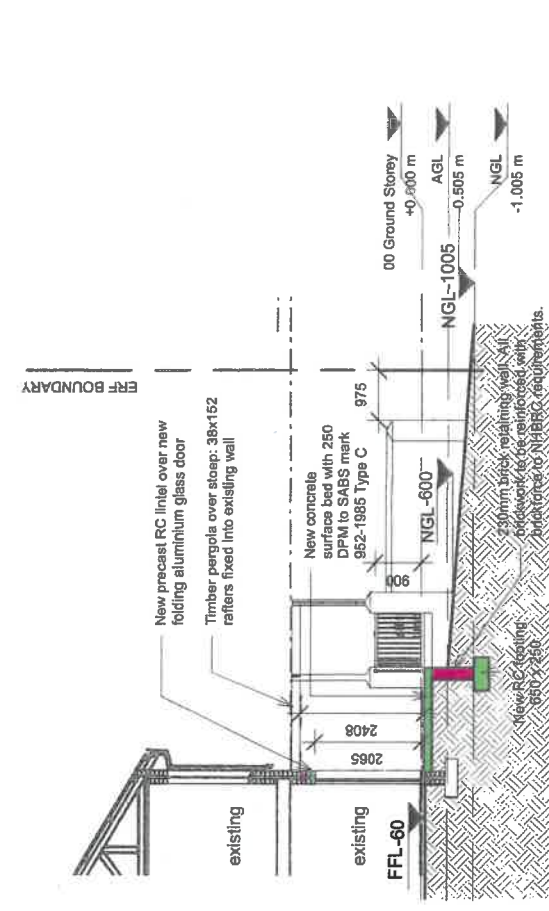 ERF BOUNDARY
New precast RC lintel over new
folding aluminium glass door
Timber pergola over stoep: 38x152
rafters fixed into existing wall
New concrete
surface bed with 250
DPM to SABS mark
952-1985 Type C
975
900
2408
2065
existing
existing
FFL-60
NGL-600
NGL-1005
00 Ground Storey
+0.000 m
AGL
-0.505 m
NGL
-1.005 m
230mm brick retaining wall. All
brickwork to be reinforced with
brickforce to NHBRC requirements.
New RC footing:
650 x 250